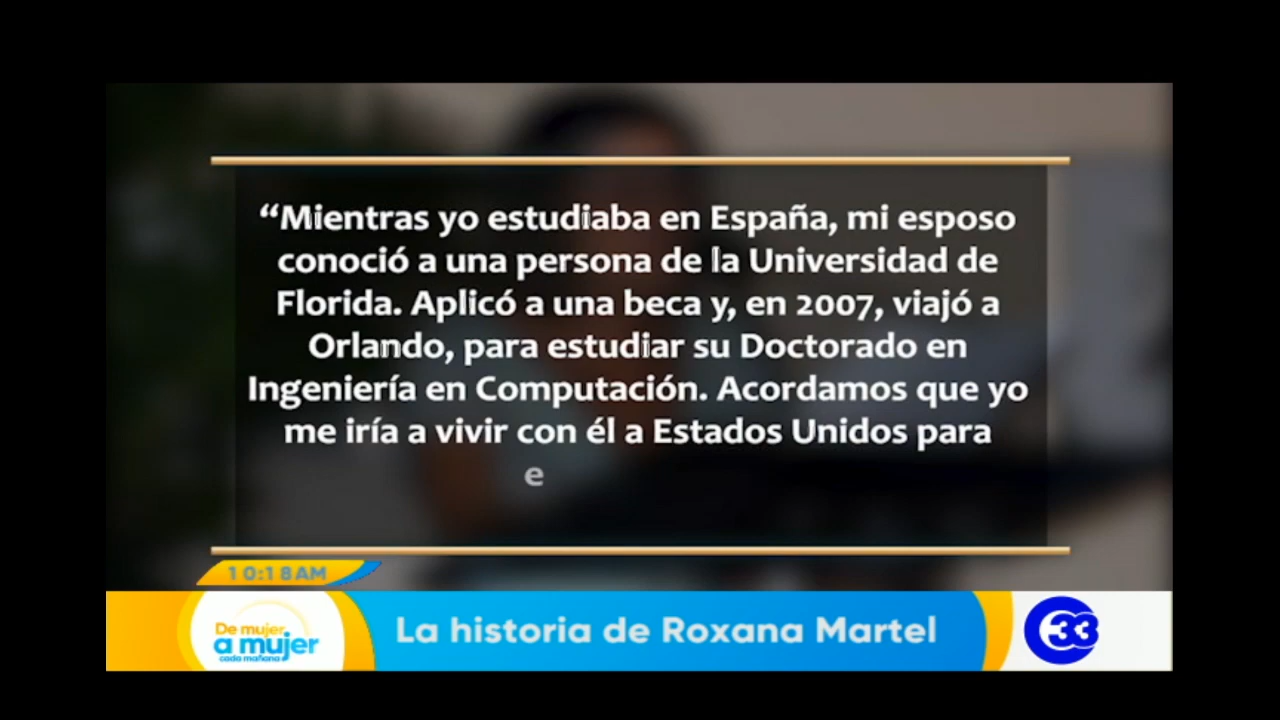 “Mientras yo estudiaba en España, mi esposo
conoció a una persona de la Universidad de
Florida. Aplicó a una beca y, en 2007, viajó a
Orlando, para estudiar su Doctorado en
Ingeniería en Computación. Acordamos que yo
me iría a vivir con él a Estados Unidos para
e
10:18AM
De mujer
a mujer
cada mañana
La historia de Roxana Martel
33